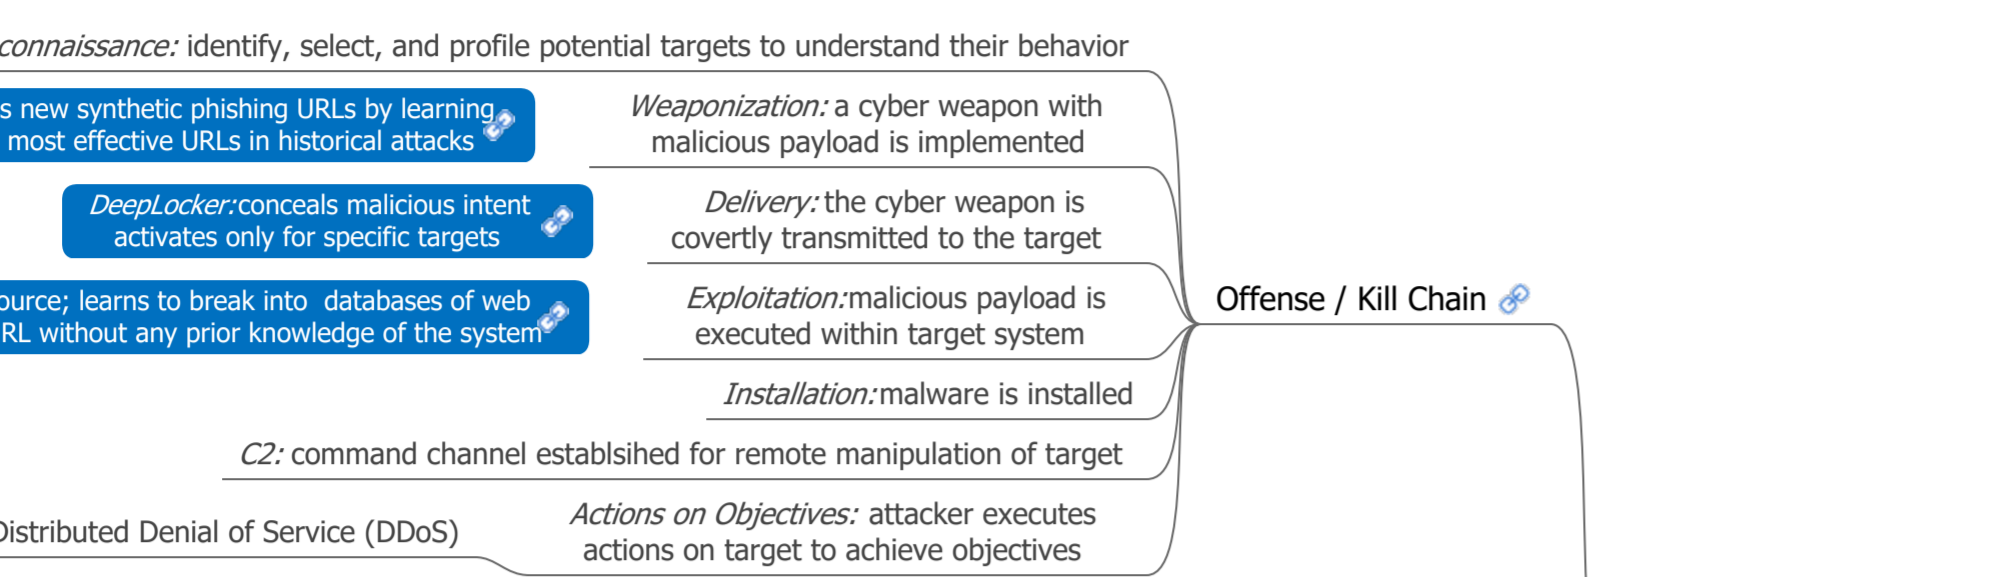 connaissance: identify, select, and profile potential targets to understand their behavior
s new synthetic phishing URLs by learning
most effective URLs in historical attacks
Weaponization: a cyber weapon with
malicious payload is implemented
DeepLocker:conceals malicious intent
activates only for specific targets
Delivery: the cyber weapon is
covertly transmitted to the target
ource; learns to break into  databases of web
RL without any prior knowledge of the system
Exploitation:malicious payload is
executed within target system
Offense / Kill Chain
Installation:malware is installed
C2: command channel establsihed for remote manipulation of target
Distributed Denial of Service (DDoS)
Actions on Objectives: attacker executes
actions on target to achieve objectives